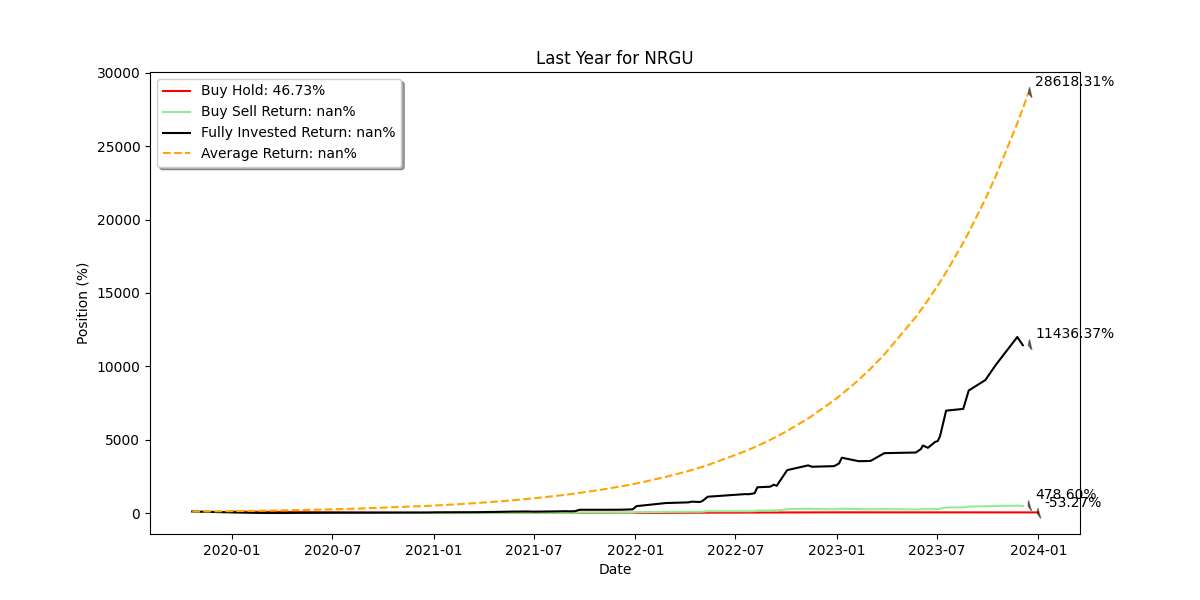 Last Year for NRGU
Buy Hold: 46.73%
Buy Sell Return: nan%
Fully Invested Return: nan%
Average Return: nan%
28618.31%
11436.37%
478.60%
-53.27%
Position (%)
30000
25000
20000
15000
10000
5000
0
2020-01 2020-07 2021-01 2021-07 2022-01 2022-07 2023-01 2023-07 2024-01
Date